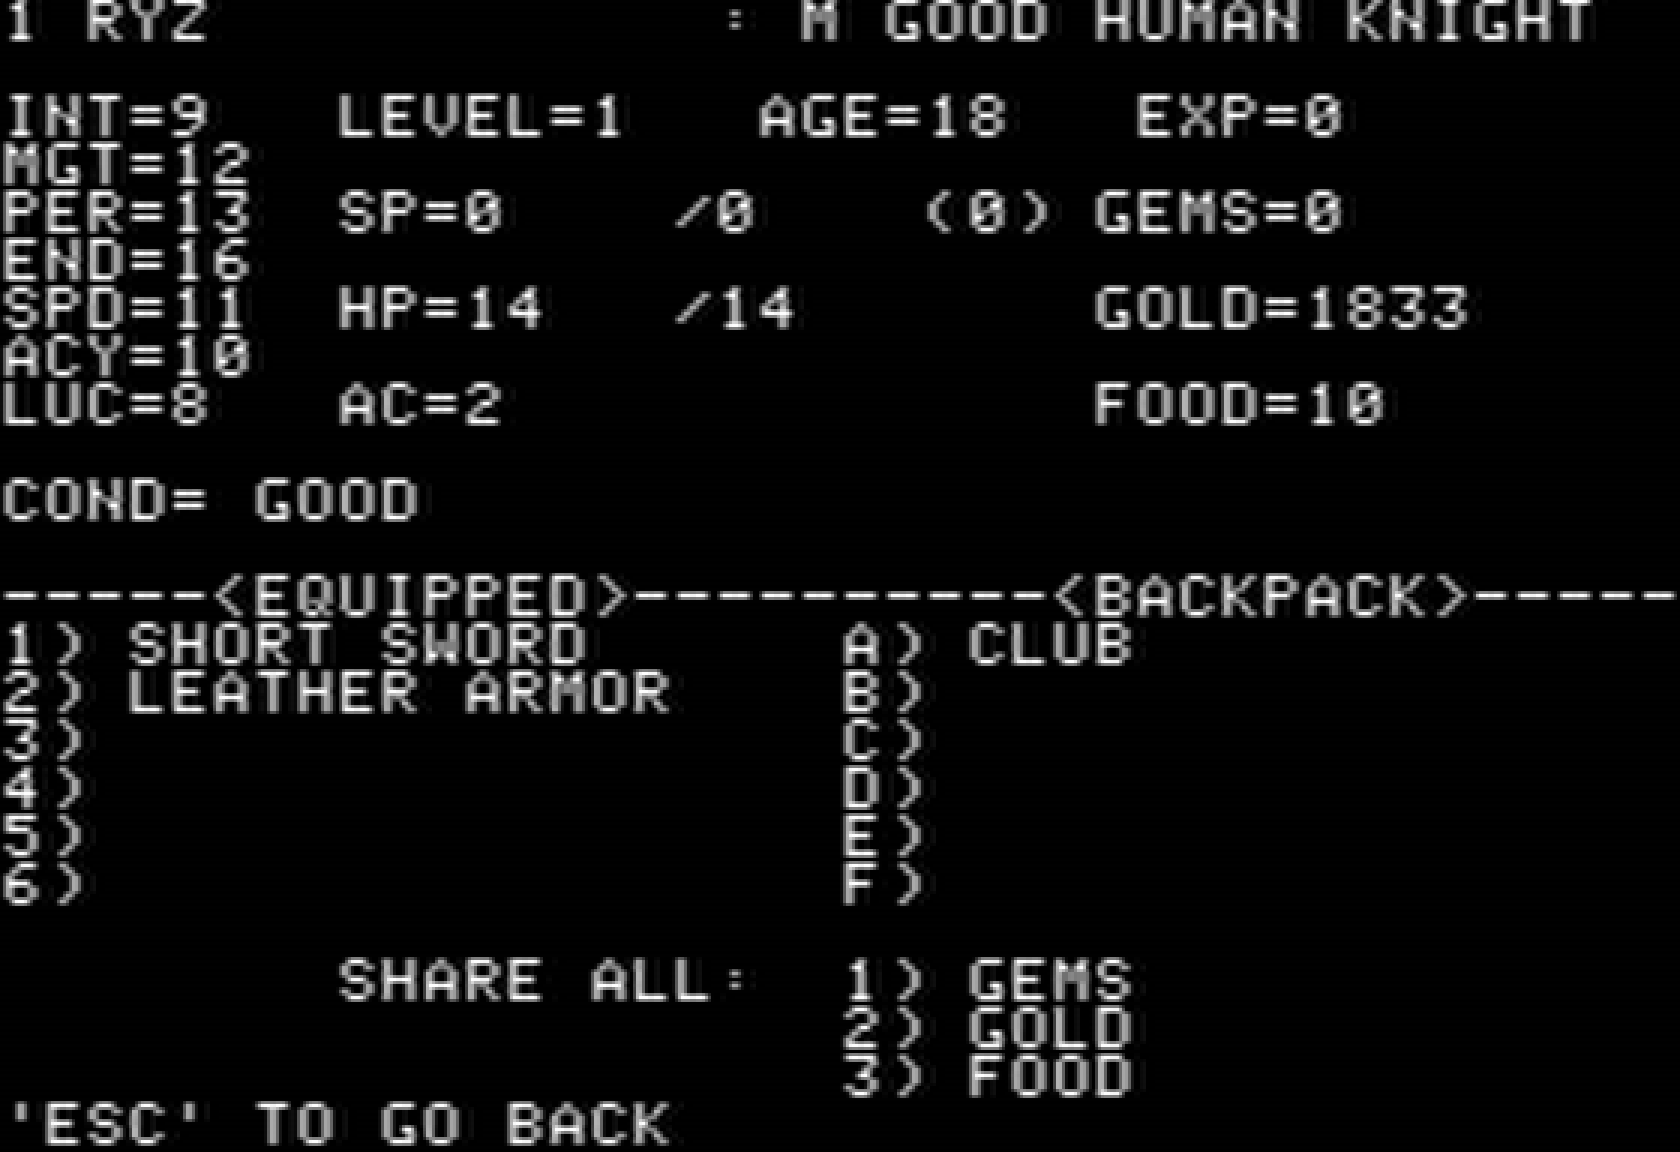 1 RYZ : M GOOD HUMAN KNIGHT
INT=9 LEVEL=1 AGE=18 EXP=0
MGT=12
PER=13 SP=0 /0 (0) GEMS=0
END=16
SPD=11 HP=14 /14 GOLD=1833
ACY=10
LUC=8 AC=2 FOOD=10
COND= GOOD
-----<EQUIPPED>----------<BACKPACK>-----
1) SHORT SWORD A) CLUB
2) LEATHER ARMOR B)
3) C)
4) D)
5) E)
6) F)
SHARE ALL: 1) GEMS
2) GOLD
3) FOOD
'ESC' TO GO BACK